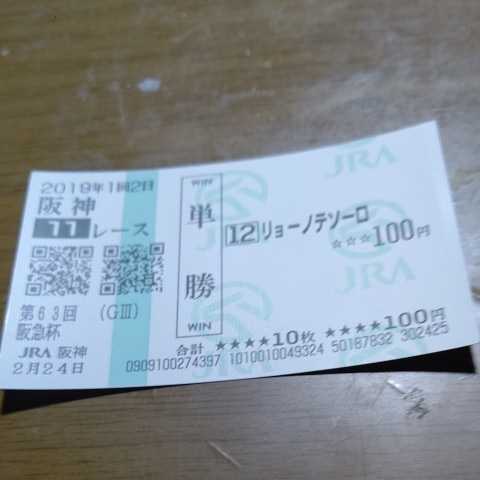 2019年1回2日
阪神
11レース
第63回 (GⅢ)
阪急杯
JRA 阪神
2月24日
WIN
単勝
WIN
12 リョーノテソーロ
☆☆☆100円
合計 ★★★★10枚 ★★★★100円
0909100274397 1010010049324 50187832 302425
JRA
JRA
JRA
JRA